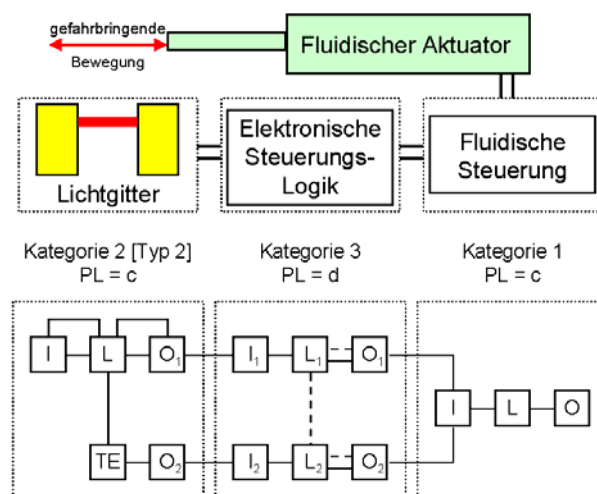 gefahrbringende
Bewegung
Fluidischer Aktuator
Lichtgitter
Elektronische
Steuerungs-
Logik
Fluidische
Steuerung
Kategorie 2 [Typ 2]
PL = c
Kategorie 3
PL = d
Kategorie 1
PL = c
I L O₁ I₁ L₁ O₁
I L O
TE O₂ I₂ L₂ O₂